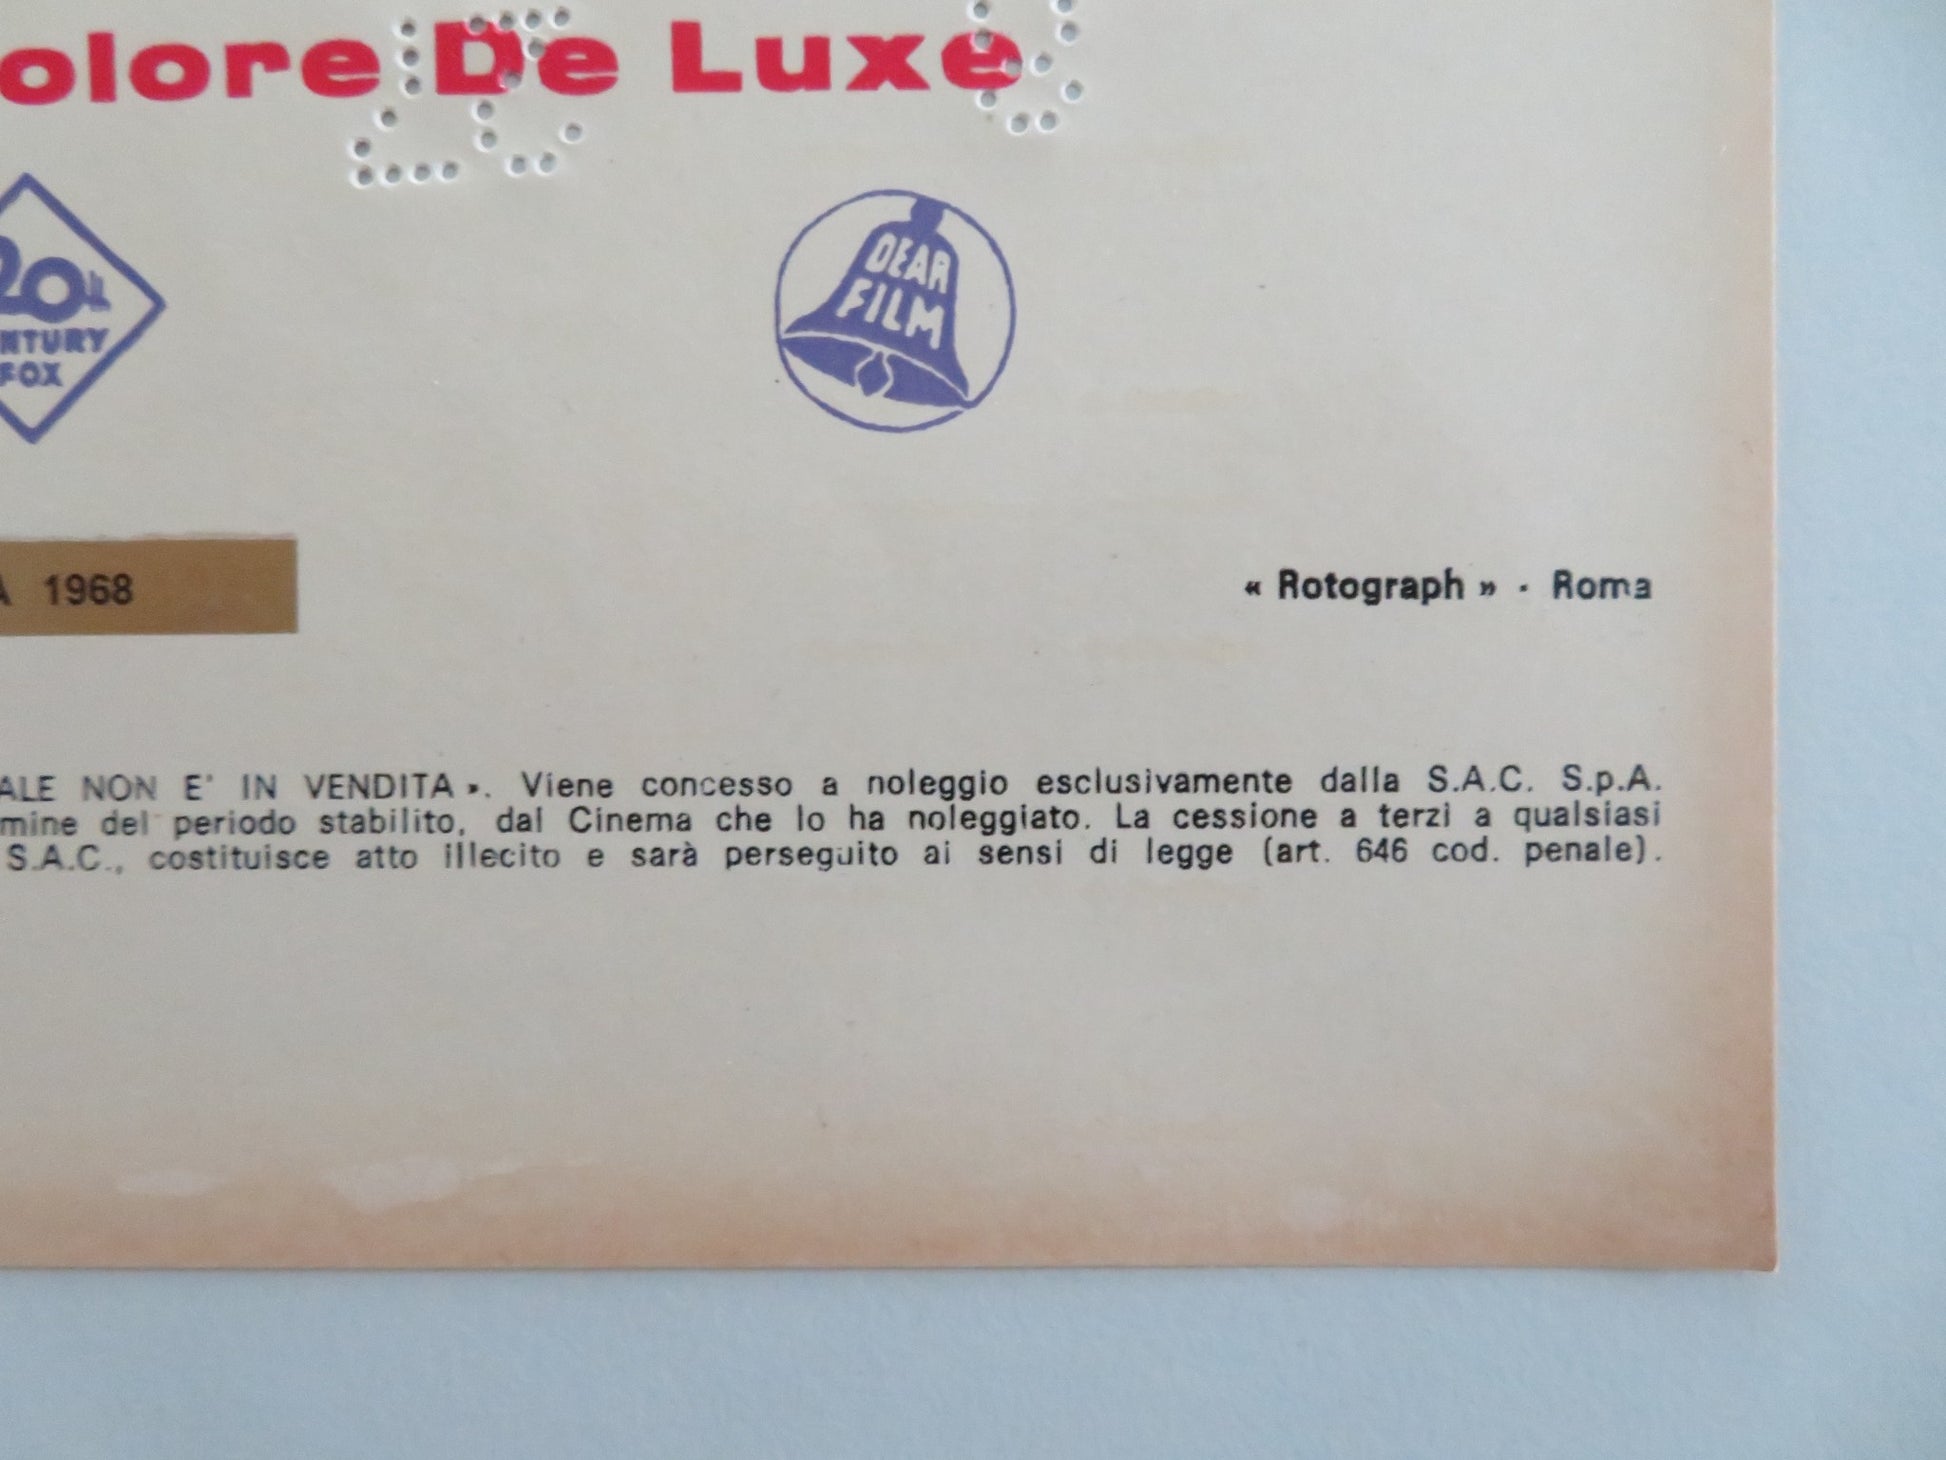 olore De Luxe
20th
NTURY
FOX
DEAR
FILM
A 1968
« Rotograph » - Roma
ALE NON E' IN VENDITA ». Viene concesso a noleggio esclusivamente dalla S.A.C. S.p.A.
mine del periodo stabilito, dal Cinema che lo ha noleggiato. La cessione a terzi a qualsiasi
S.A.C., costituisce atto illecito e sarà perseguito ai sensi di legge (art. 646 cod. penale).